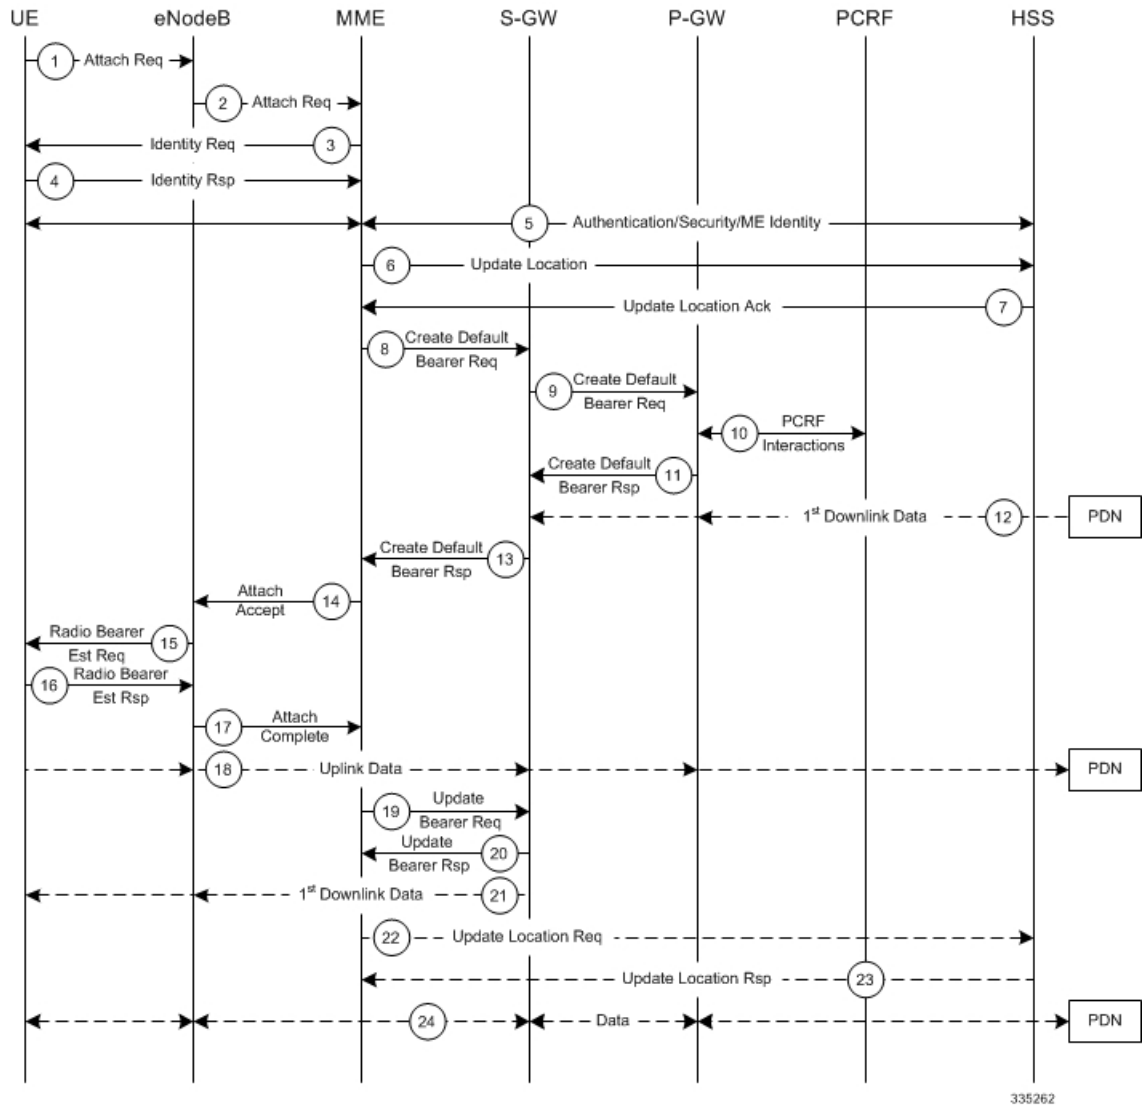 UE eNodeB MME S-GW P-GW PCRF HSS
1 Attach Req
2 Attach Req
Identity Req 3
4 Identity Rsp
5 Authentication/Security/ME Identity
6 Update Location
Update Location Ack 7
8 Create Default
Bearer Req
9 Create Default
Bearer Req
10 PCRF
Interactions
Create Default 11
Bearer Rsp
1st Downlink Data 12 PDN
Create Default 13
Bearer Rsp
Attach 14
Accept
Radio Bearer 15
Est Req
16 Radio Bearer
Est Rsp
17 Attach
Complete
18 Uplink Data PDN
19 Update
Bearer Req
Update 20
Bearer Rsp
1st Downlink Data 21
22 Update Location Req
Update Location Rsp 23
24 Data PDN
335262